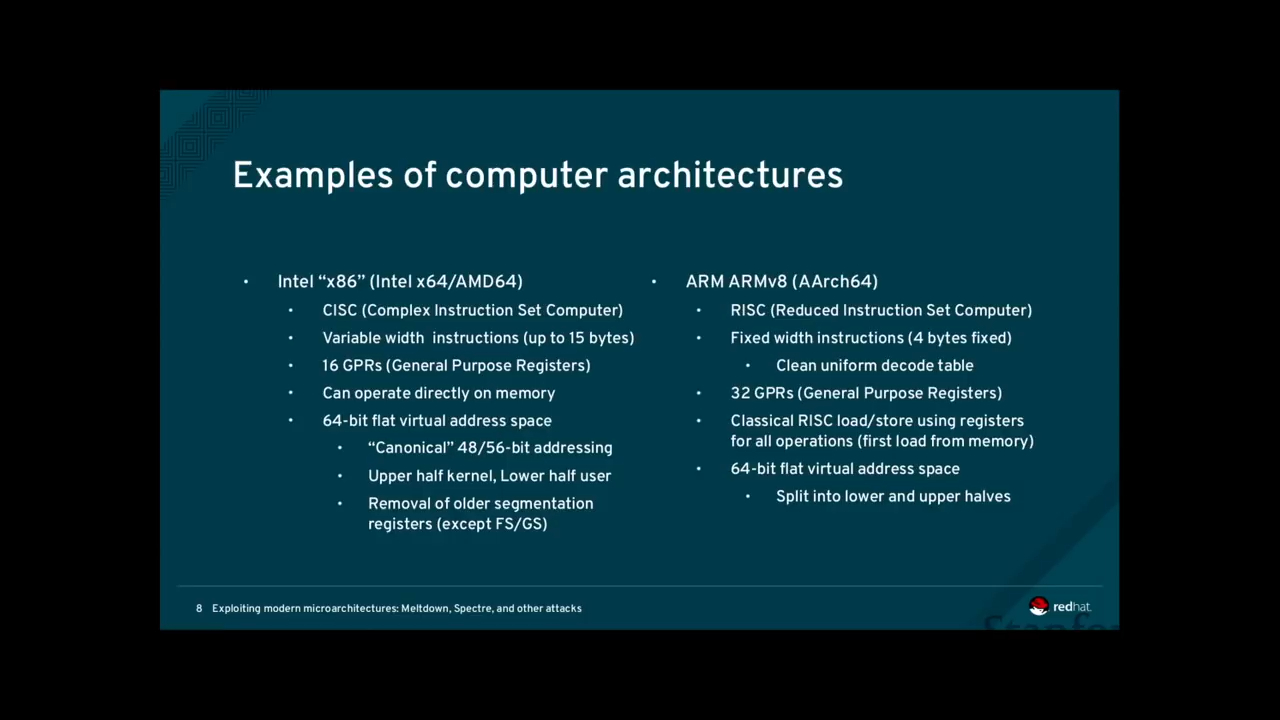 Examples of computer architectures
• Intel “x86” (Intel x64/AMD64)
• CISC (Complex Instruction Set Computer)
• Variable width instructions (up to 15 bytes)
• 16 GPRs (General Purpose Registers)
• Can operate directly on memory
• 64-bit flat virtual address space
• “Canonical” 48/56-bit addressing
• Upper half kernel, Lower half user
• Removal of older segmentation
registers (except FS/GS)
• ARM ARMv8 (AArch64)
• RISC (Reduced Instruction Set Computer)
• Fixed width instructions (4 bytes fixed)
• Clean uniform decode table
• 32 GPRs (General Purpose Registers)
• Classical RISC load/store using registers
for all operations (first load from memory)
• 64-bit flat virtual address space
• Split into lower and upper halves
8 Exploiting modern microarchitectures: Meltdown, Spectre, and other attacks
redhat.